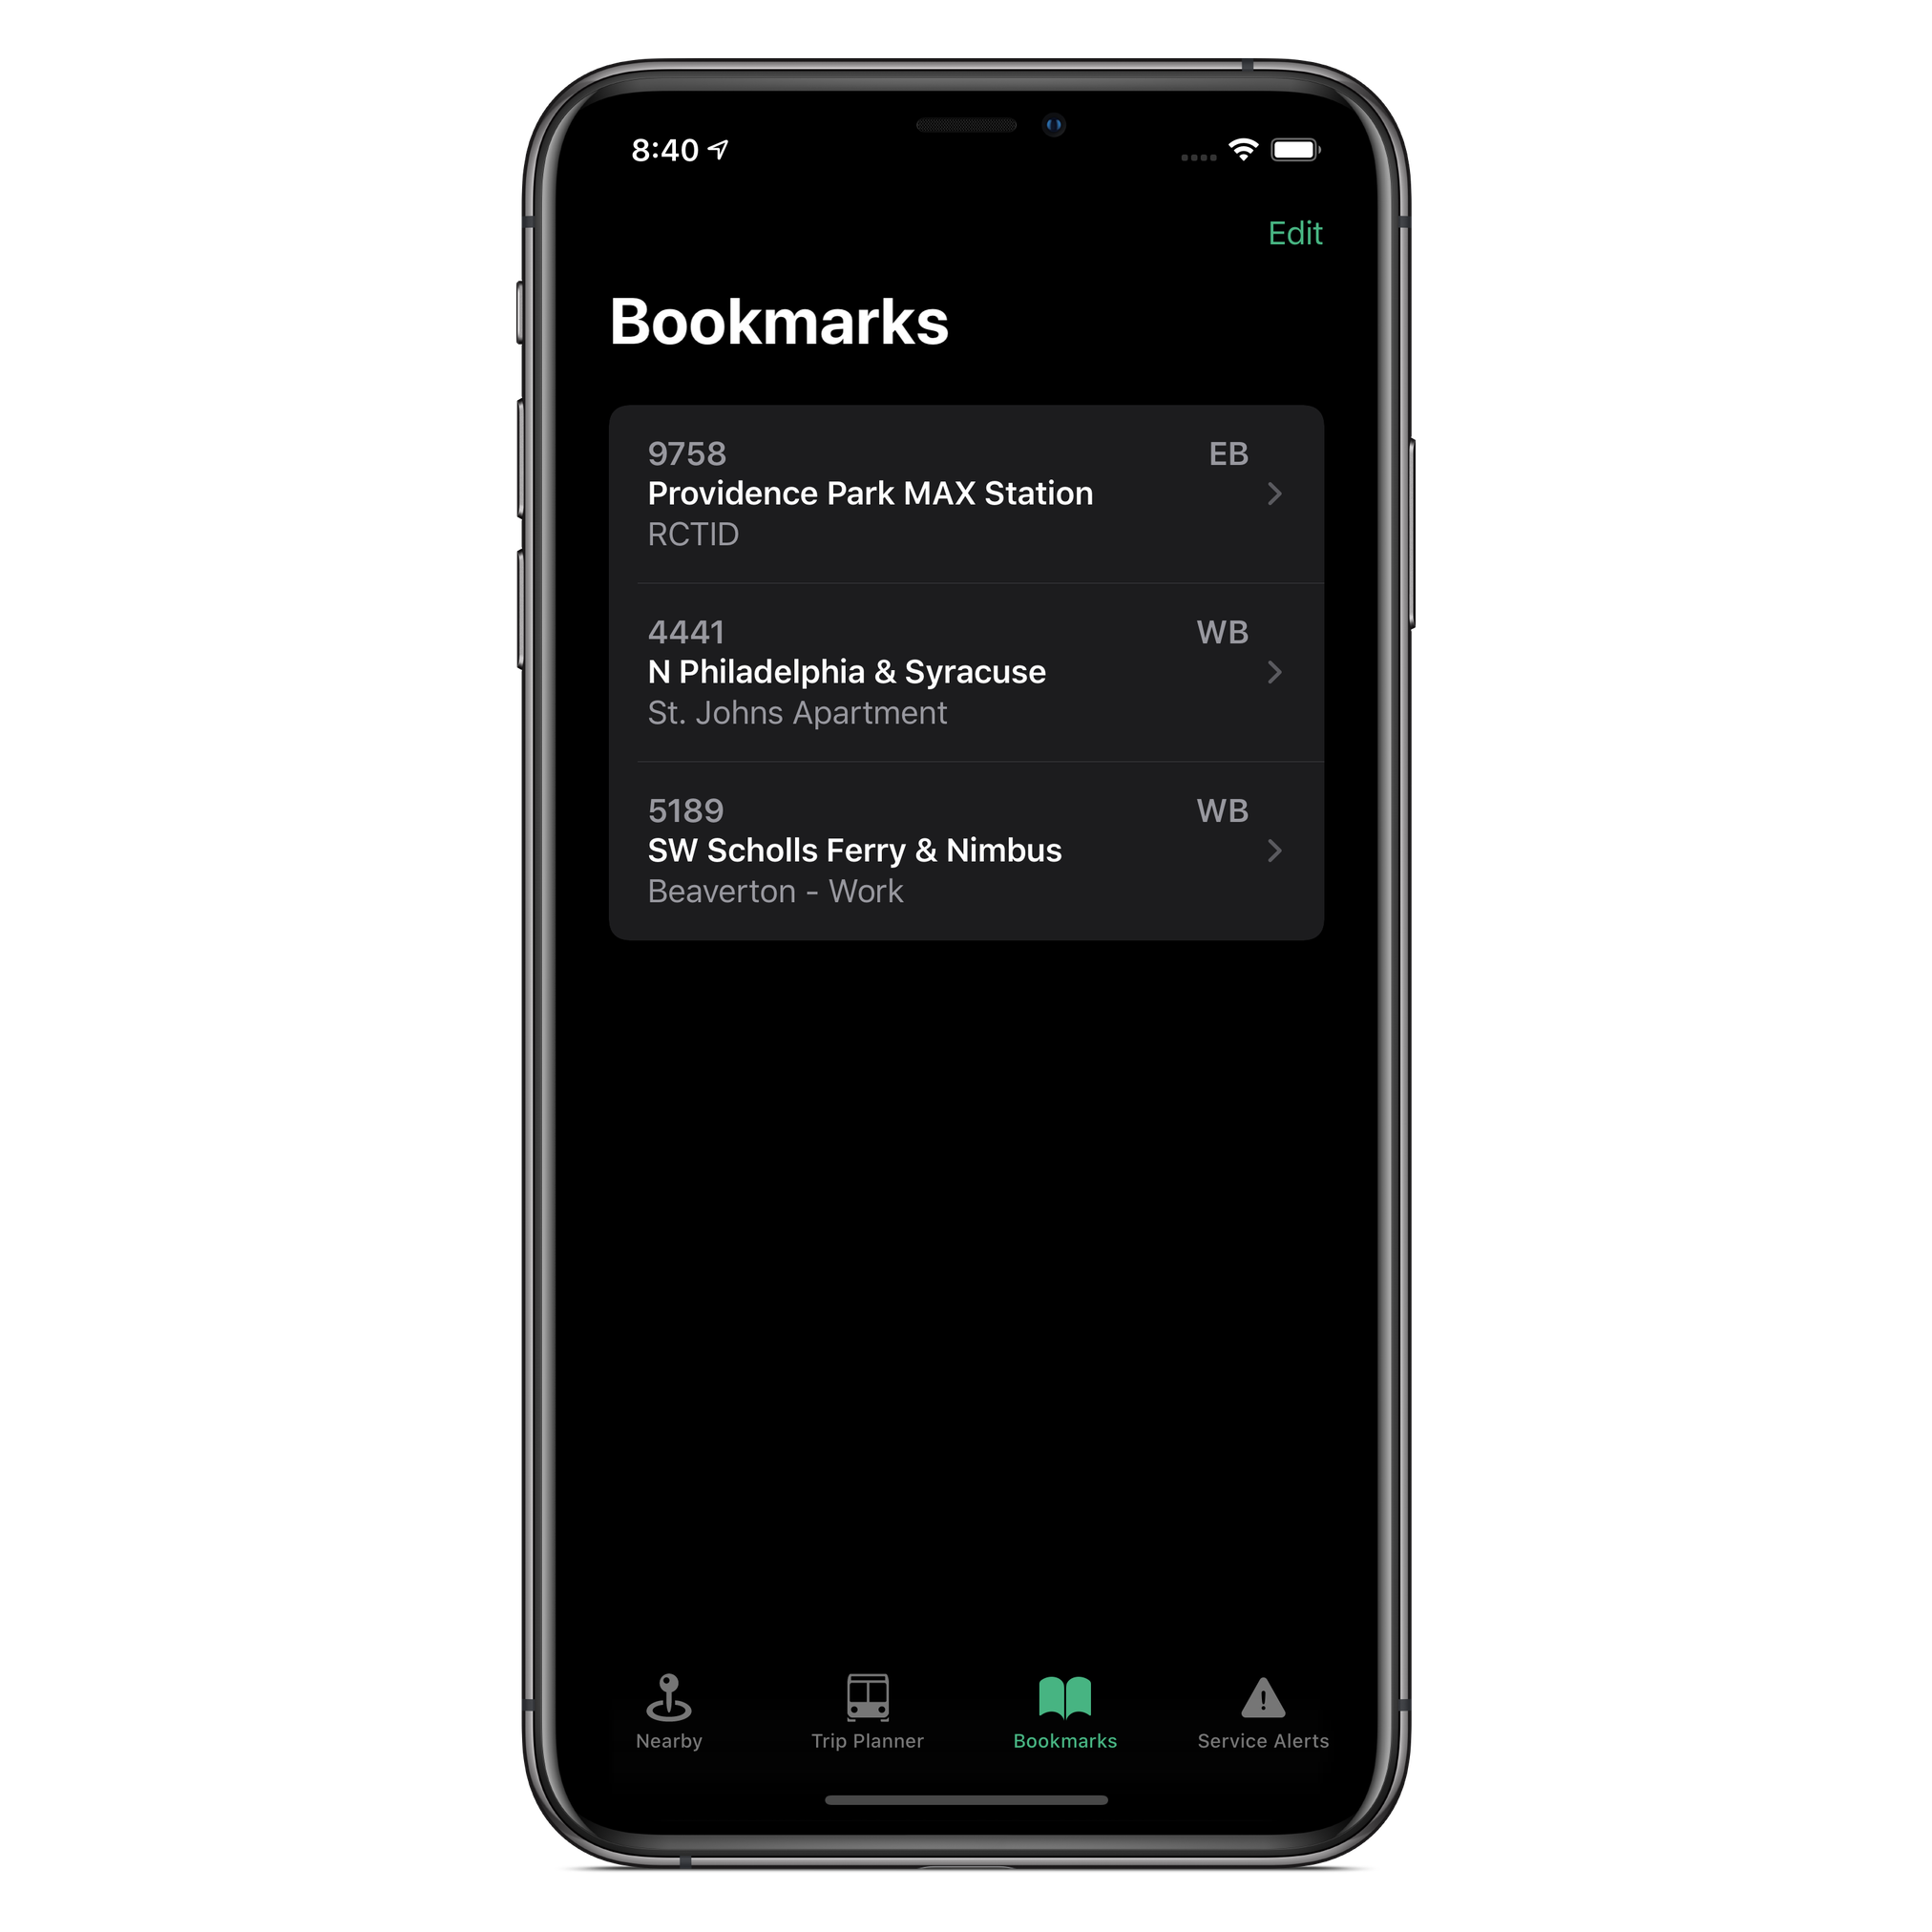 8:40
Edit
Bookmarks
9758 EB
Providence Park MAX Station
RCTID
4441 WB
N Philadelphia & Syracuse
St. Johns Apartment
5189 WB
SW Scholls Ferry & Nimbus
Beaverton - Work
Nearby Trip Planner Bookmarks Service Alerts